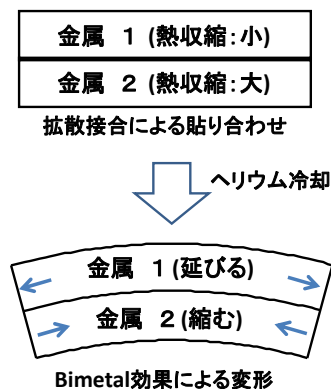 金属 1 (熱収縮:小)
金属 2 (熱収縮:大)
拡散接合による貼り合わせ
ヘリウム冷却
金属 1 (延びる)
金属 2 (縮む)
Bimetal効果による変形